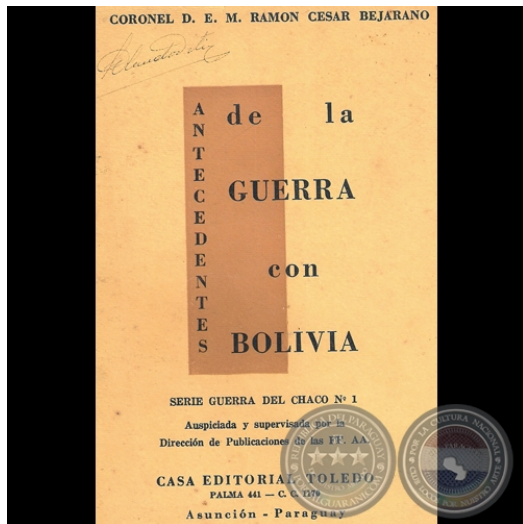 CORONEL D. E. M. RAMON CESAR BEJARANO
ANTECEDENTES
de la
GUERRA
con
BOLIVIA
SERIE GUERRA DEL CHACO Nº 1
Auspiciada y supervisada por la
Dirección de Publicaciones de las FF. AA.
CASA EDITORIAL TOLEDO
PALMA 441 — C. C. 1179
Asunción - Paraguay